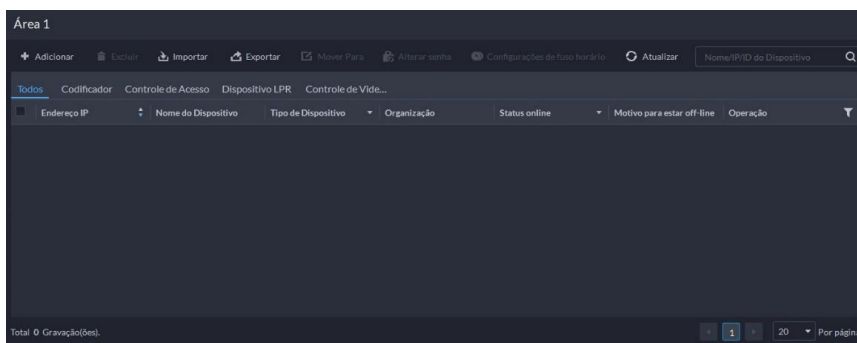 Área 1
Adicionar Excluir Importar Exportar Mover Para Alterar senha Configurações de fuso horário Atualizar Nome/IP/ID do Dispositivo
Todos Codificador Controle de Acesso Dispositivo LPR Controle de Vide...
Endereço IP Nome do Dispositivo Tipo de Dispositivo Organização Status online Motivo para estar off-line Operação
Total 0 Gravação(ões). 1 20 Por página